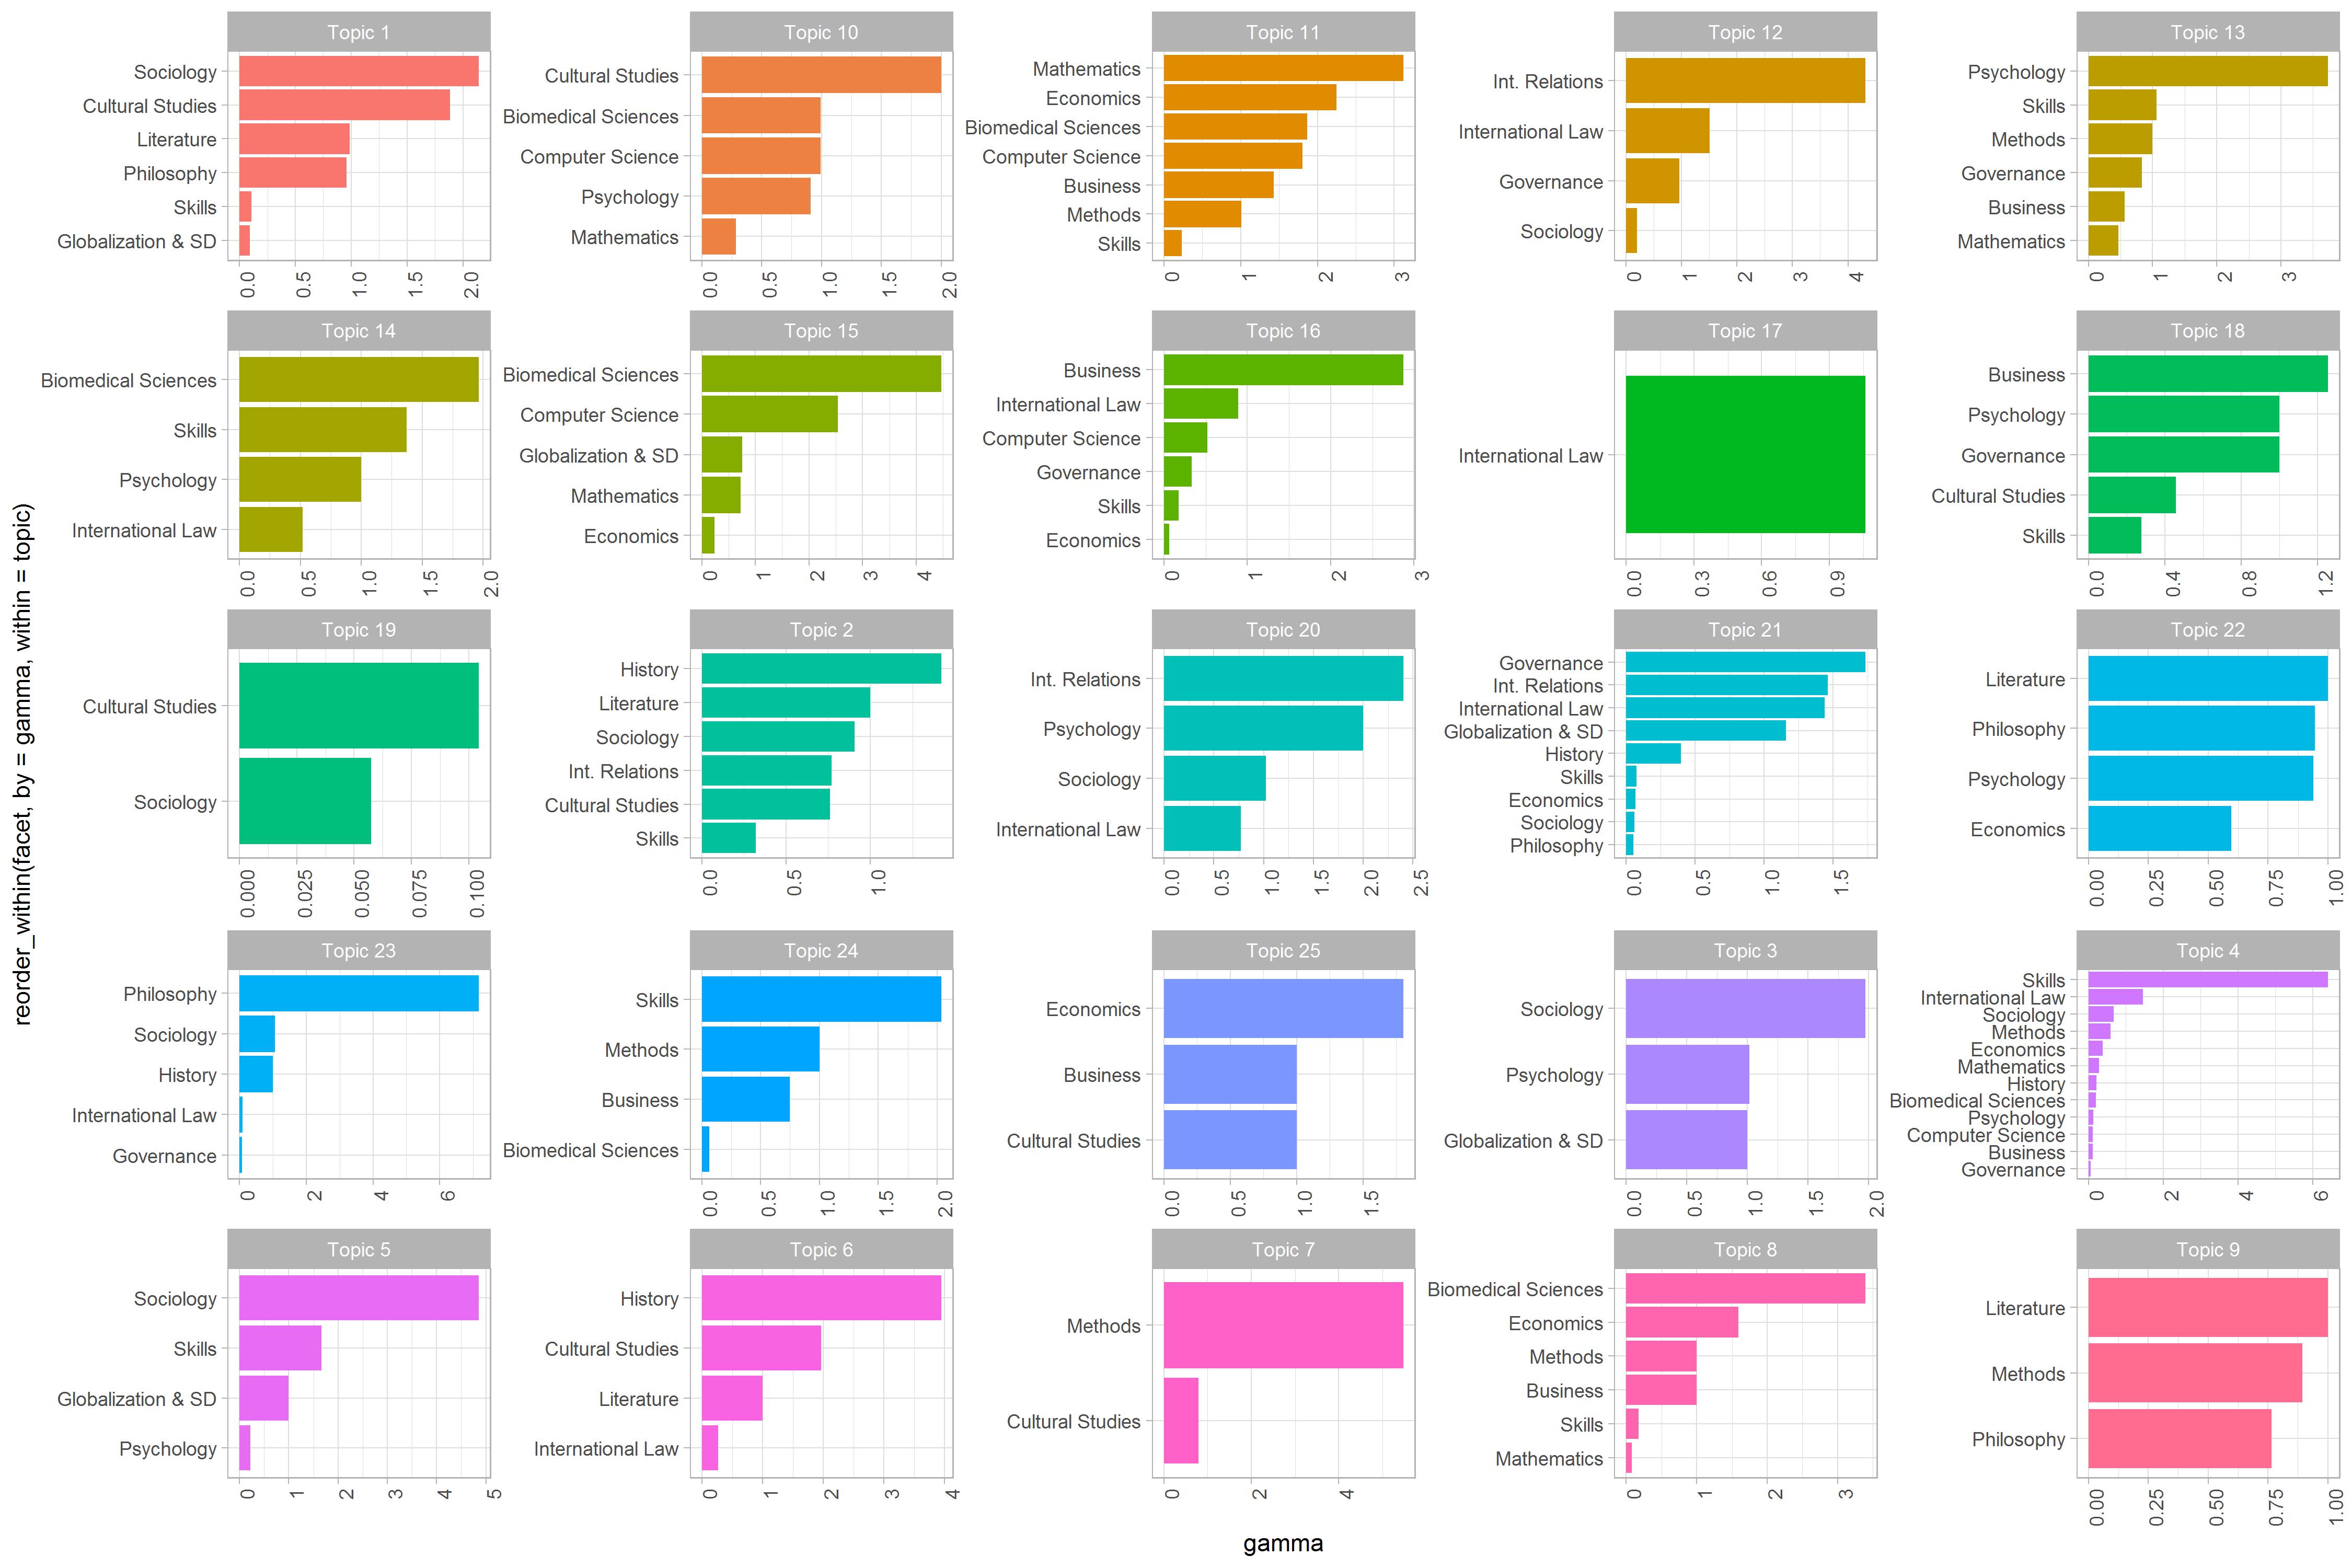 Topic 1
Sociology
Cultural Studies
Literature
Philosophy
Skills
Globalization & SD
0.0 0.5 1.0 1.5 2.0
Topic 10
Cultural Studies
Biomedical Sciences
Computer Science
Psychology
Mathematics
0.0 0.5 1.0 1.5 2.0
Topic 11
Mathematics
Economics
Biomedical Sciences
Computer Science
Business
Methods
Skills
0 1 2 3
Topic 12
Int. Relations
International Law
Governance
Sociology
0 1 2 3 4
Topic 13
Psychology
Skills
Methods
Governance
Business
Mathematics
0 1 2 3
Topic 14
Biomedical Sciences
Skills
Psychology
International Law
0.0 0.5 1.0 1.5 2.0
Topic 15
Biomedical Sciences
Computer Science
Globalization & SD
Mathematics
Economics
0 1 2 3 4
Topic 16
Business
International Law
Computer Science
Governance
Skills
Economics
0 1 2 3
Topic 17
International Law
0.0 0.3 0.6 0.9
Topic 18
Business
Psychology
Governance
Cultural Studies
Skills
0.0 0.4 0.8 1.2
Topic 19
Cultural Studies
Sociology
0.000 0.025 0.050 0.075 0.100
Topic 2
History
Literature
Sociology
Int. Relations
Cultural Studies
Skills
0.0 0.5 1.0
Topic 20
Int. Relations
Psychology
Sociology
International Law
0.0 0.5 1.0 1.5 2.0 2.5
Topic 21
Governance
Int. Relations
International Law
Globalization & SD
History
Skills
Economics
Sociology
Philosophy
0.0 0.5 1.0 1.5
Topic 22
Literature
Philosophy
Psychology
Economics
0.00 0.25 0.50 0.75 1.00
Topic 23
Philosophy
Sociology
History
International Law
Governance
0 2 4 6
Topic 24
Skills
Methods
Business
Biomedical Sciences
0.0 0.5 1.0 1.5 2.0
Topic 25
Economics
Business
Cultural Studies
0.0 0.5 1.0 1.5
Topic 3
Sociology
Psychology
Globalization & SD
0.0 0.5 1.0 1.5 2.0
Topic 4
Skills
International Law
Sociology
Methods
Economics
Mathematics
History
Biomedical Sciences
Psychology
Computer Science
Business
Governance
0 2 4 6
Topic 5
Sociology
Skills
Globalization & SD
Psychology
0 1 2 3 4 5
Topic 6
History
Cultural Studies
Literature
International Law
0 1 2 3 4
Topic 7
Methods
Cultural Studies
0 2 4
Topic 8
Biomedical Sciences
Economics
Methods
Business
Skills
Mathematics
0 1 2 3
Topic 9
Literature
Methods
Philosophy
0.00 0.25 0.50 0.75 1.00
reorder_within(facet, by = gamma, within = topic)
gamma